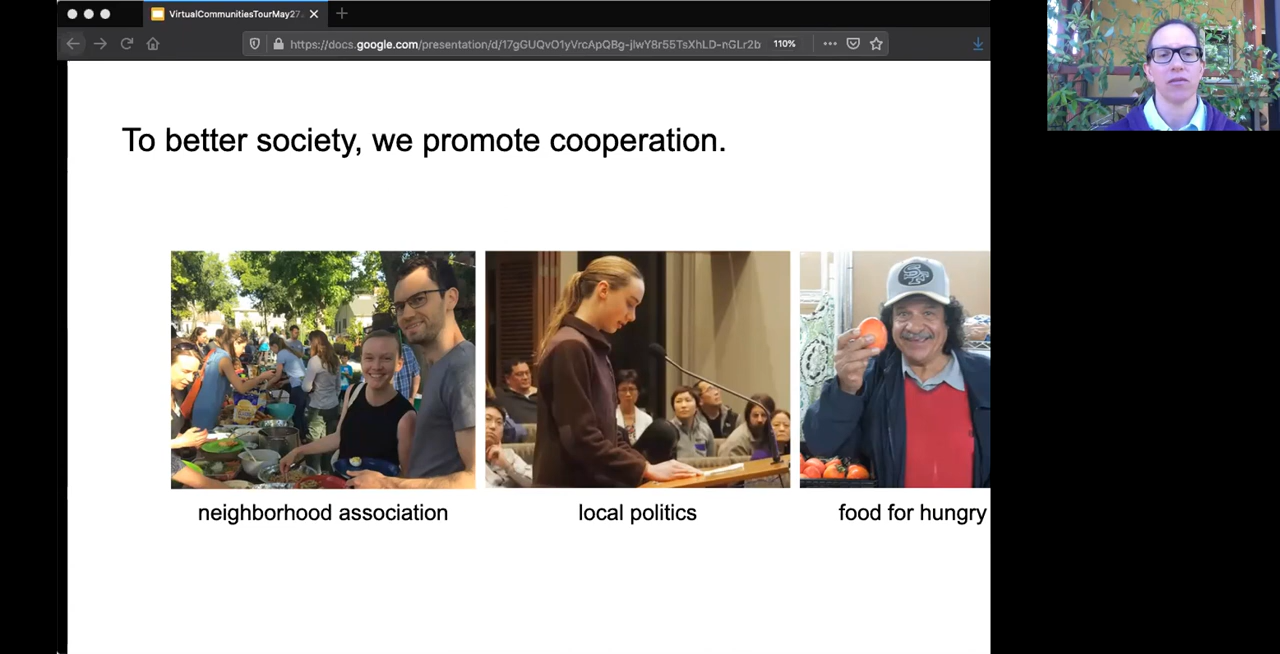 VirtualCommunitiesTourMay27
https://docs.google.com/presentation/d/17gGUQvO1yVrcApQBg-jlwY8r55TsXhLD-nGLr2b
110%
To better society, we promote cooperation.
SF
neighborhood association
local politics
food for hungry